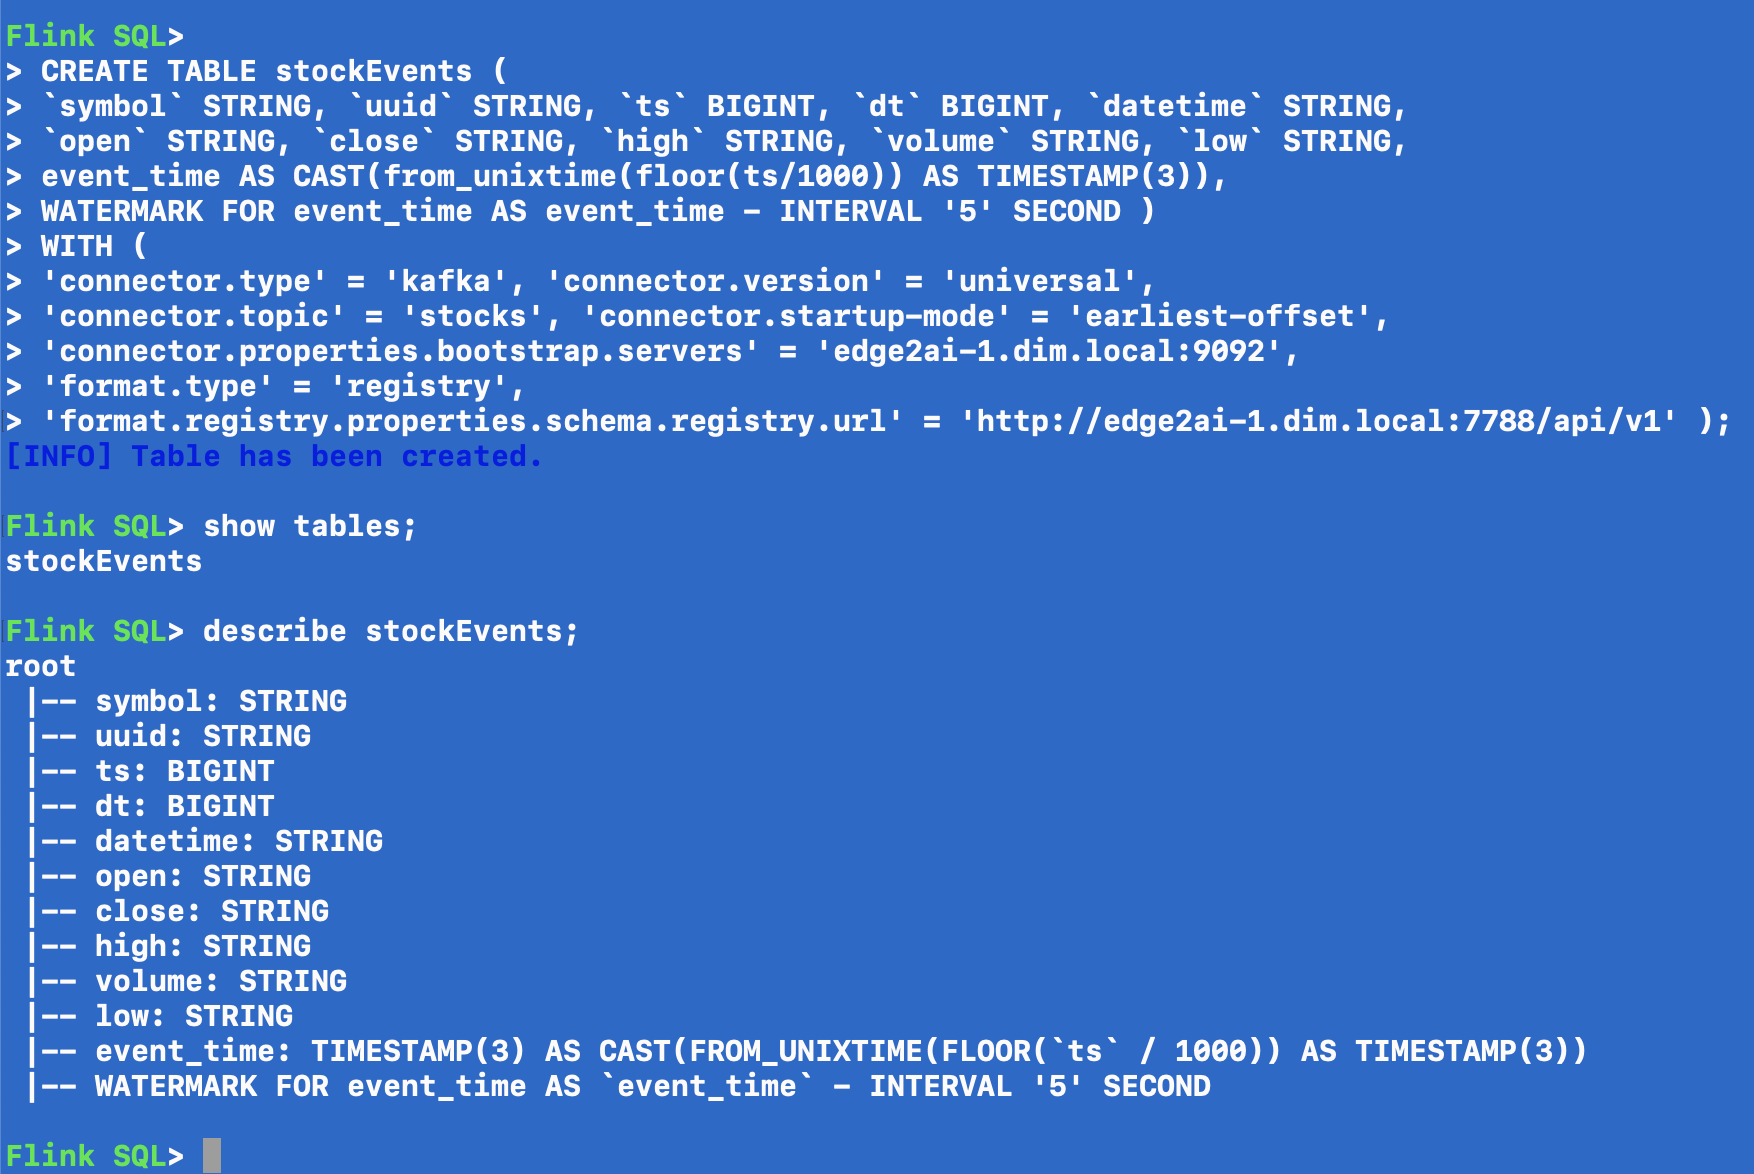 Flink SQL>
> CREATE TABLE stockEvents (
> `symbol` STRING, `uuid` STRING, `ts` BIGINT, `dt` BIGINT, `datetime` STRING,
> `open` STRING, `close` STRING, `high` STRING, `volume` STRING, `low` STRING,
> event_time AS CAST(from_unixtime(floor(ts/1000)) AS TIMESTAMP(3)),
> WATERMARK FOR event_time AS event_time - INTERVAL '5' SECOND )
> WITH (
> 'connector.type' = 'kafka', 'connector.version' = 'universal',
> 'connector.topic' = 'stocks', 'connector.startup-mode' = 'earliest-offset',
> 'connector.properties.bootstrap.servers' = 'edge2ai-1.dim.local:9092',
> 'format.type' = 'registry',
> 'format.registry.properties.schema.registry.url' = 'http://edge2ai-1.dim.local:7788/api/v1' );
[INFO] Table has been created.
Flink SQL> show tables;
stockEvents
Flink SQL> describe stockEvents;
root
|-- symbol: STRING
|-- uuid: STRING
|-- ts: BIGINT
|-- dt: BIGINT
|-- datetime: STRING
|-- open: STRING
|-- close: STRING
|-- high: STRING
|-- volume: STRING
|-- low: STRING
|-- event_time: TIMESTAMP(3) AS CAST(FROM_UNIXTIME(FLOOR(`ts` / 1000)) AS TIMESTAMP(3))
|-- WATERMARK FOR event_time AS `event_time` - INTERVAL '5' SECOND
Flink SQL>